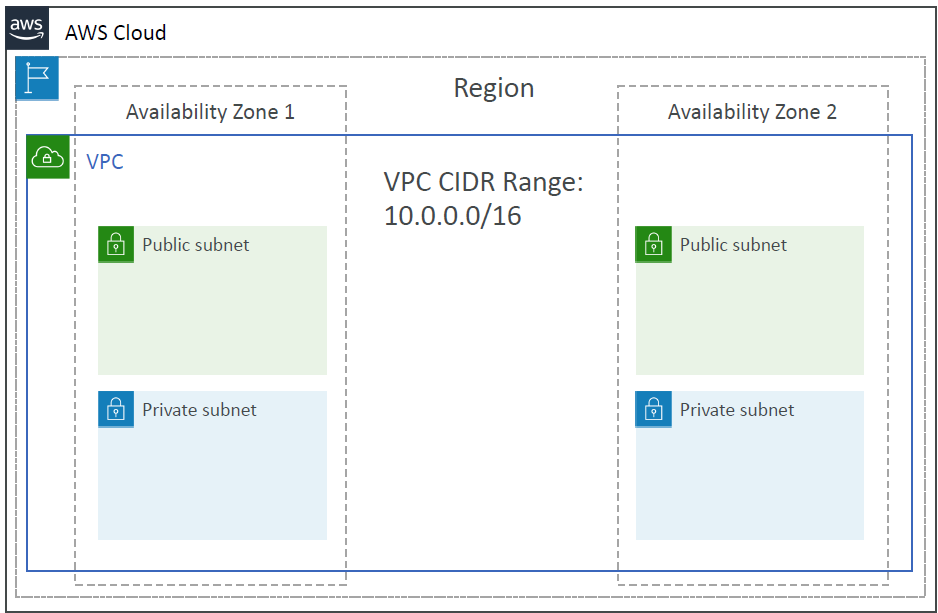 aws
AWS Cloud
Region
Availability Zone 1
Availability Zone 2
VPC
VPC CIDR Range:
10.0.0.0/16
Public subnet
Public subnet
Private subnet
Private subnet